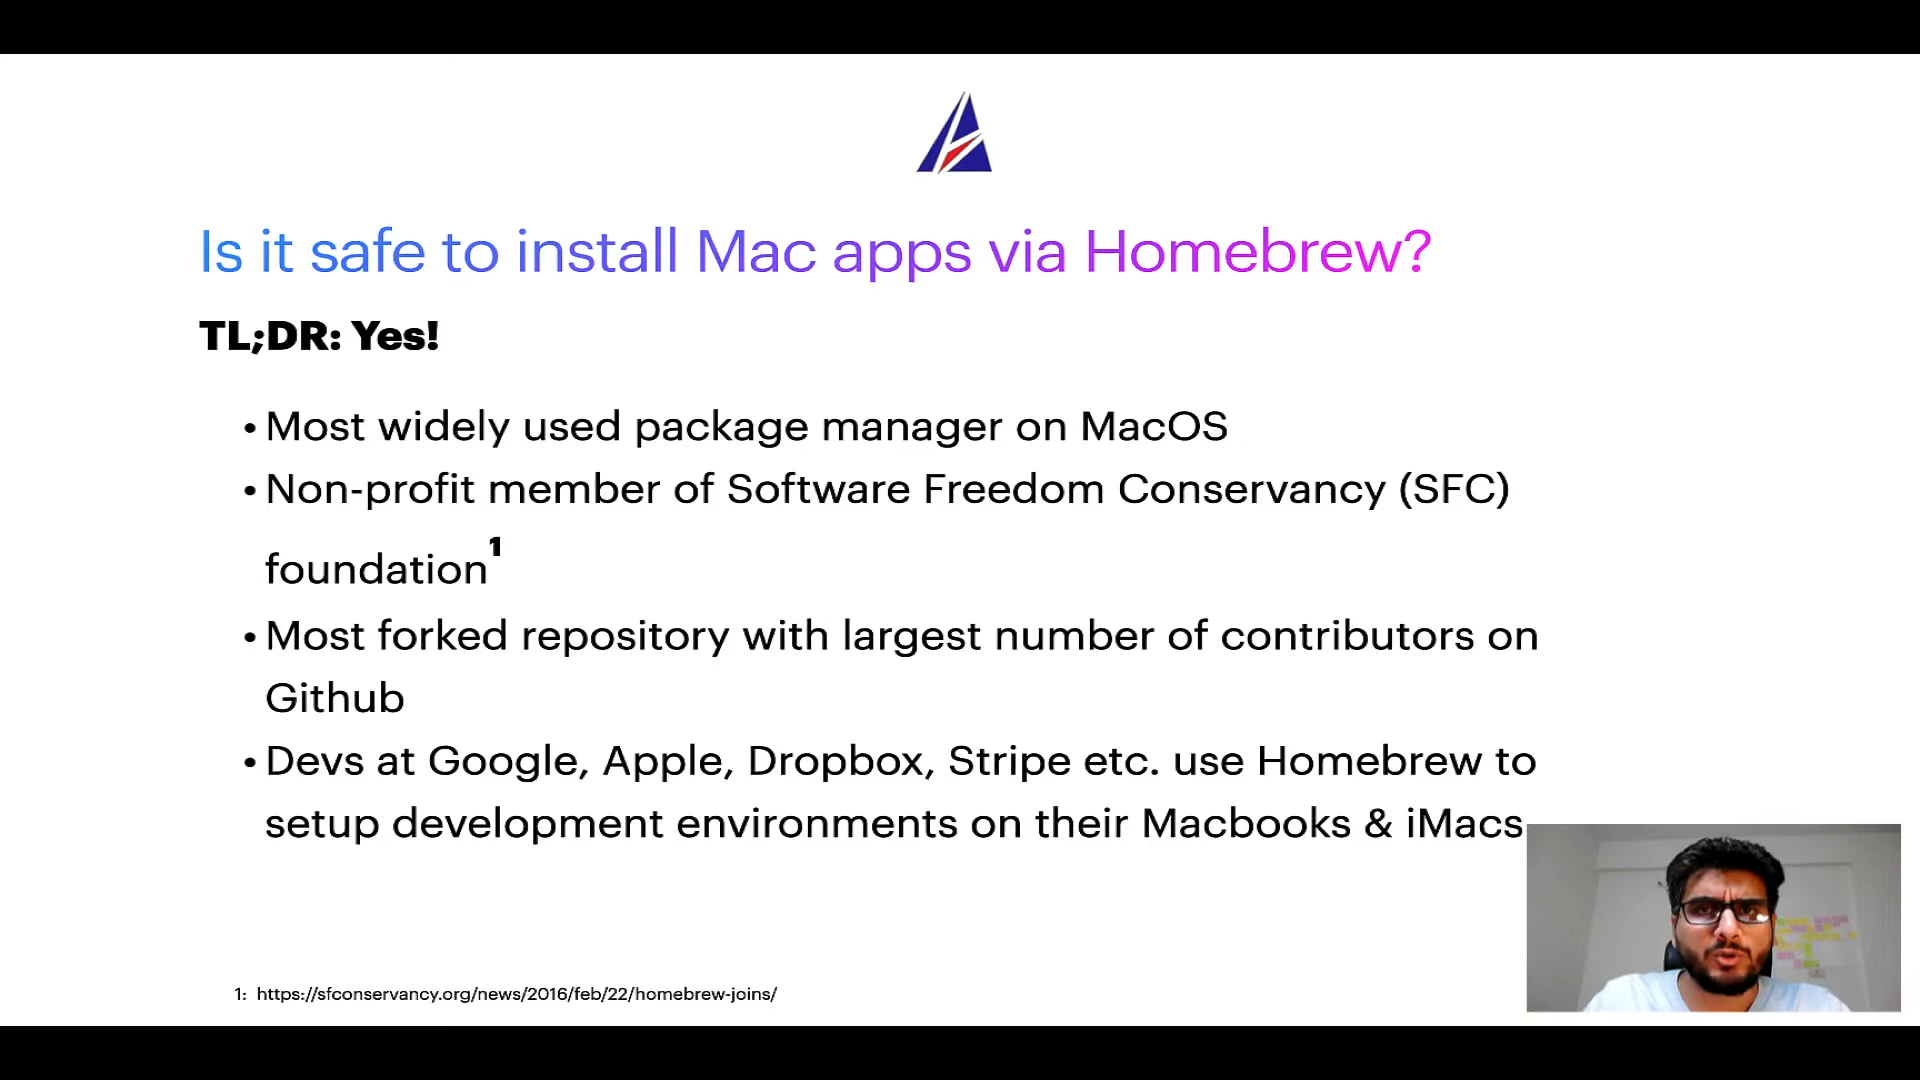 Is it safe to install Mac apps via Homebrew?
TL;DR: Yes!
• Most widely used package manager on MacOS
• Non-profit member of Software Freedom Conservancy (SFC)
foundation¹
• Most forked repository with largest number of contributors on
Github
• Devs at Google, Apple, Dropbox, Stripe etc. use Homebrew to
setup development environments on their Macbooks & iMacs
1: https://sfconservancy.org/news/2016/feb/22/homebrew-joins/